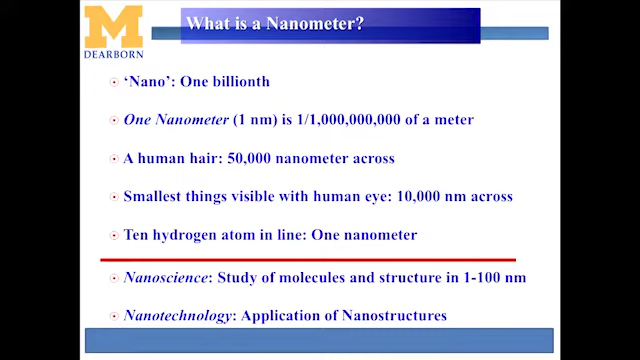 What is a Nanometer?
M
DEARBORN
‘Nano’: One billionth
One Nanometer (1 nm) is 1/1,000,000,000 of a meter
A human hair: 50,000 nanometer across
Smallest things visible with human eye: 10,000 nm across
Ten hydrogen atom in line: One nanometer
Nanoscience: Study of molecules and structure in 1-100 nm
Nanotechnology: Application of Nanostructures